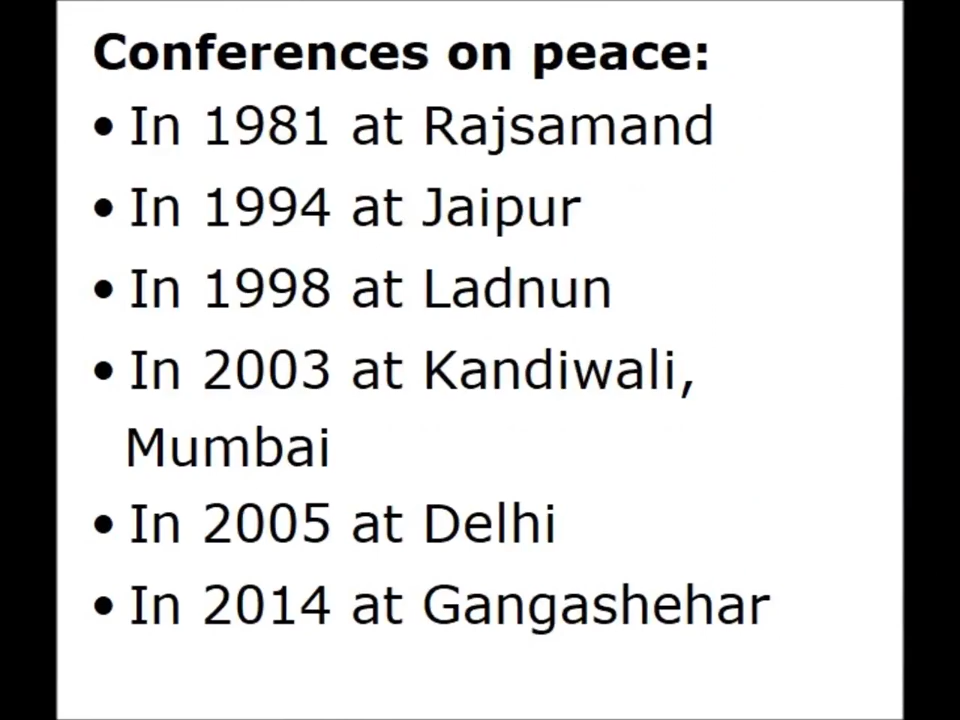 Conferences on peace:
• In 1981 at Rajsamand
• In 1994 at Jaipur
• In 1998 at Ladnun
• In 2003 at Kandiwali,
Mumbai
• In 2005 at Delhi
• In 2014 at Gangashehar